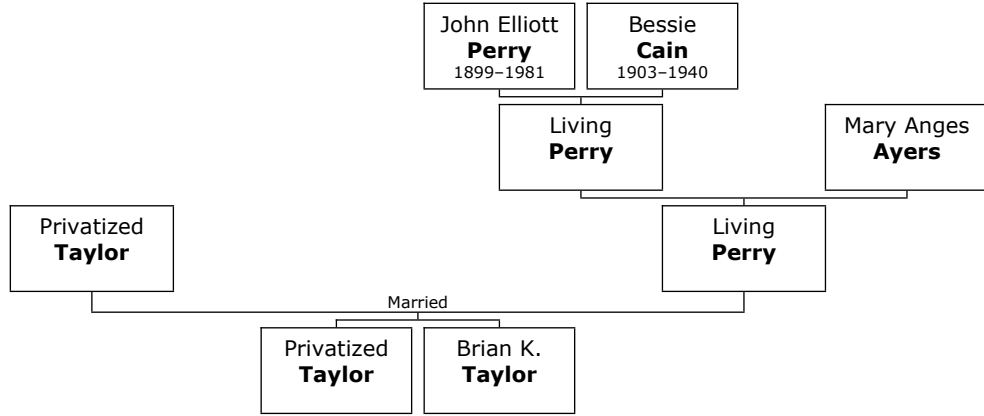 John Elliott
Perry
1899–1981
Bessie
Cain
1903–1940
Living
Perry
Mary Anges
Ayers
Privatized
Taylor
Living
Perry
Married
Privatized
Taylor
Brian K.
Taylor